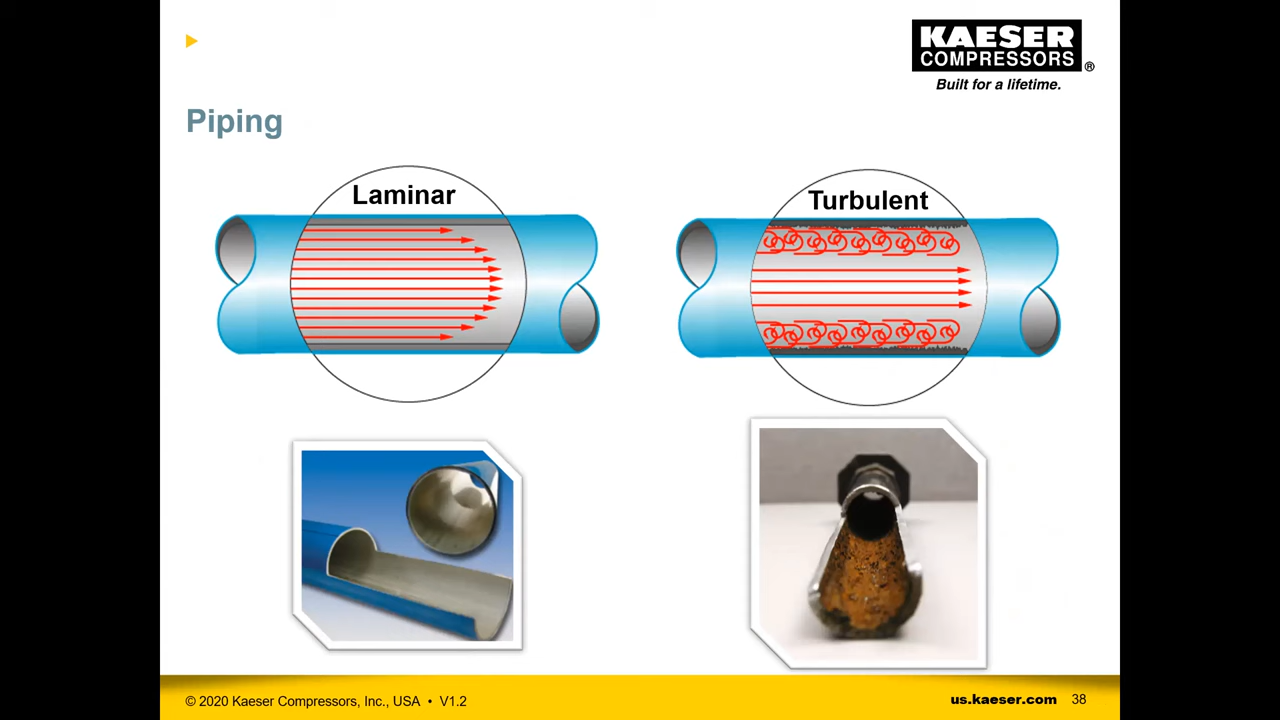 KAESER
COMPRESSORS
®
Built for a lifetime.
Piping
Laminar
Turbulent
© 2020 Kaeser Compressors, Inc., USA • V1.2
us.kaeser.com 38